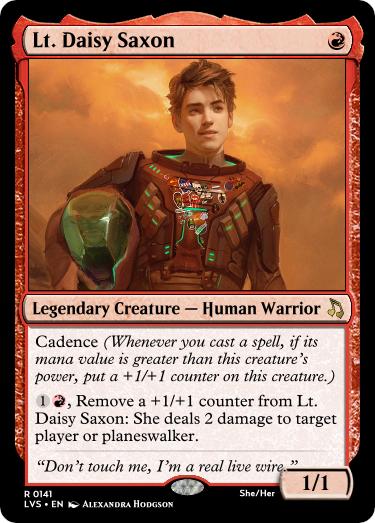 Lt. Daisy Saxon
Legendary Creature — Human Warrior
Cadence (Whenever you cast a spell, if its
mana value is greater than this creature's
power, put a +1/+1 counter on this creature.)
1 , Remove a +1/+1 counter from Lt.
Daisy Saxon: She deals 2 damage to target
player or planeswalker.
“Don't touch me, I'm a real live wire.”
1/1
R 0141
She/Her
LVS • EN Alexandra Hodgson